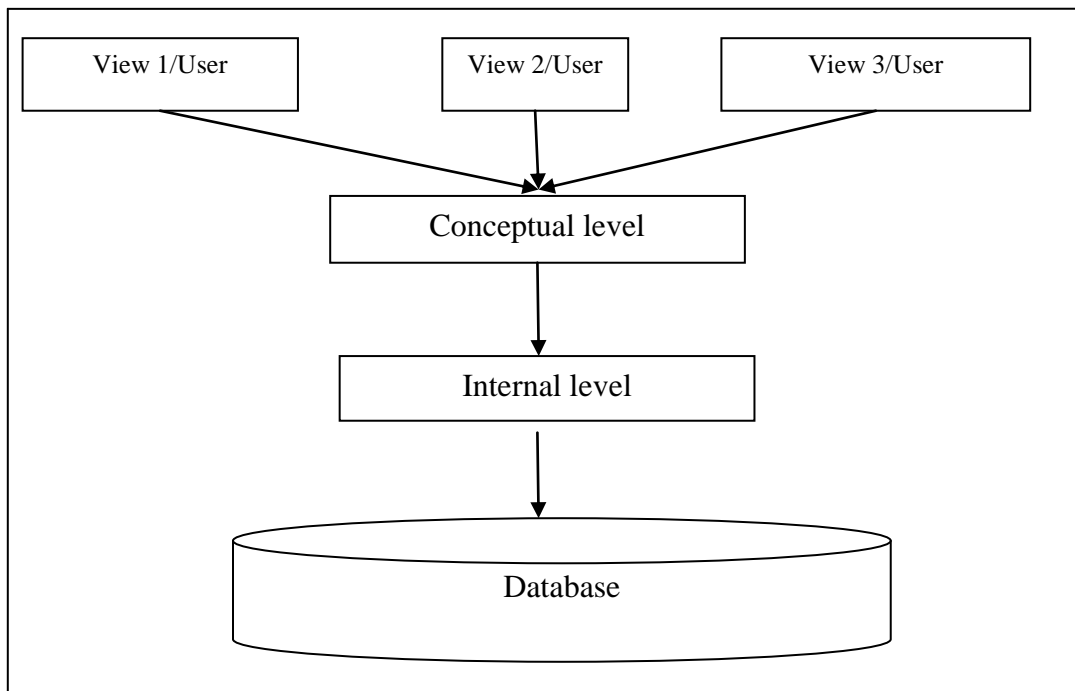 View 1/User
View 2/User
View 3/User
Conceptual level
Internal level
Database